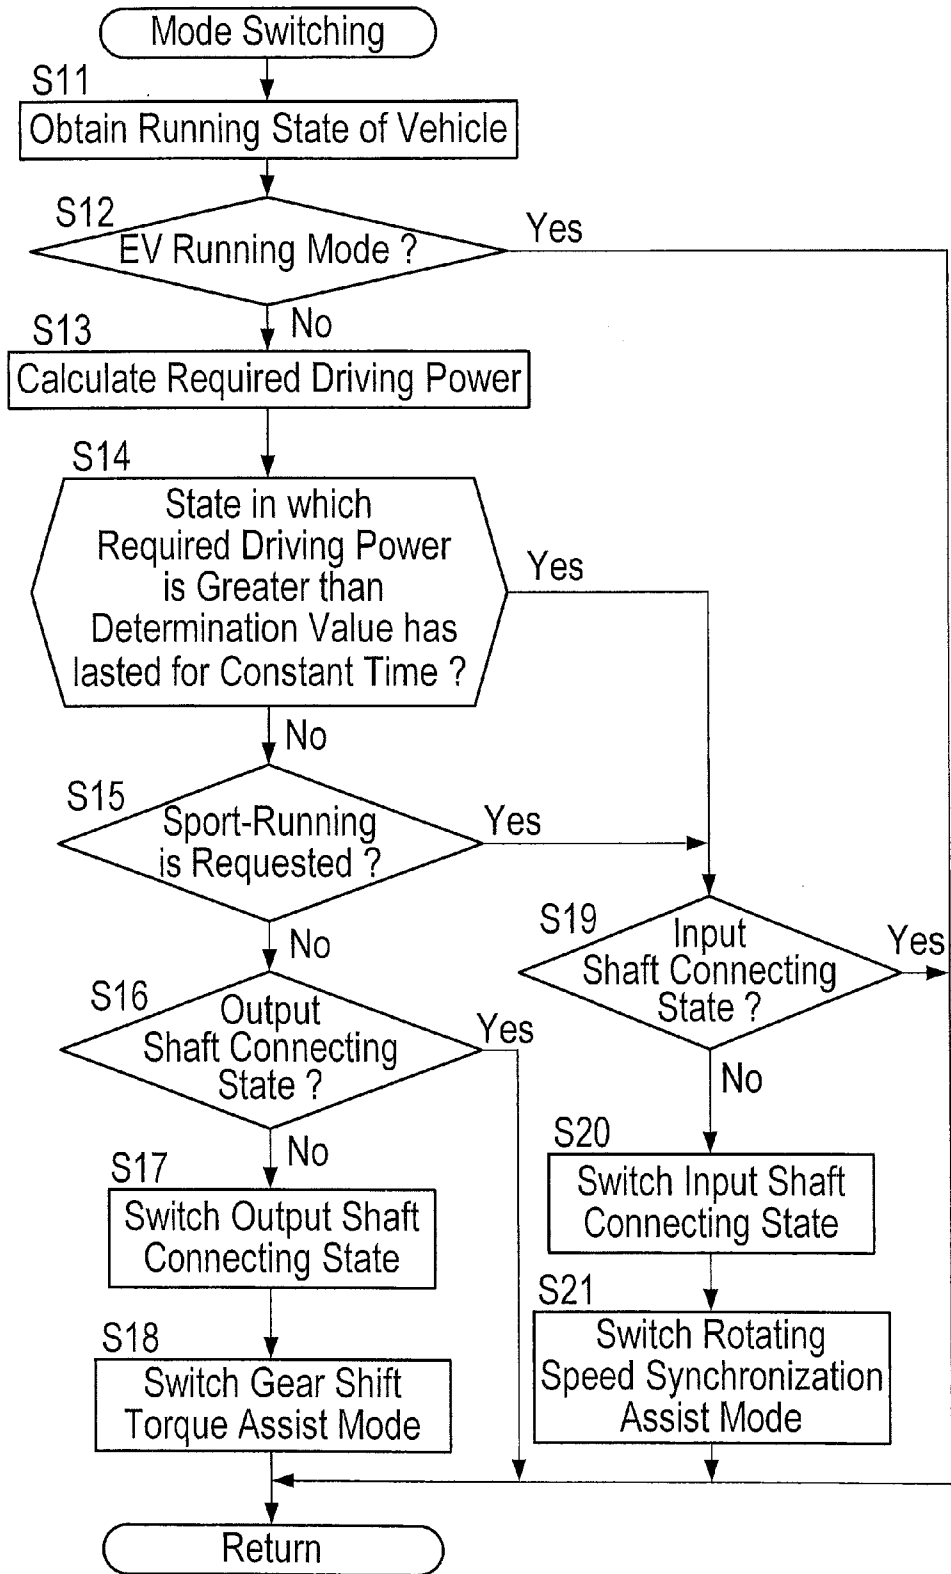 Mode Switching
S11
Obtain Running State of Vehicle
S12
EV Running Mode ?
Yes
No
S13
Calculate Required Driving Power
S14
State in which
Required Driving Power
is Greater than
Determination Value has
lasted for Constant Time ?
Yes
No
S15
Sport-Running
is Requested ?
Yes
No
S16
Output
Shaft Connecting
State ?
Yes
No
S17
Switch Output Shaft
Connecting State
S18
Switch Gear Shift
Torque Assist Mode
S19
Input
Shaft Connecting
State ?
Yes
No
S20
Switch Input Shaft
Connecting State
S21
Switch Rotating
Speed Synchronization
Assist Mode
Return